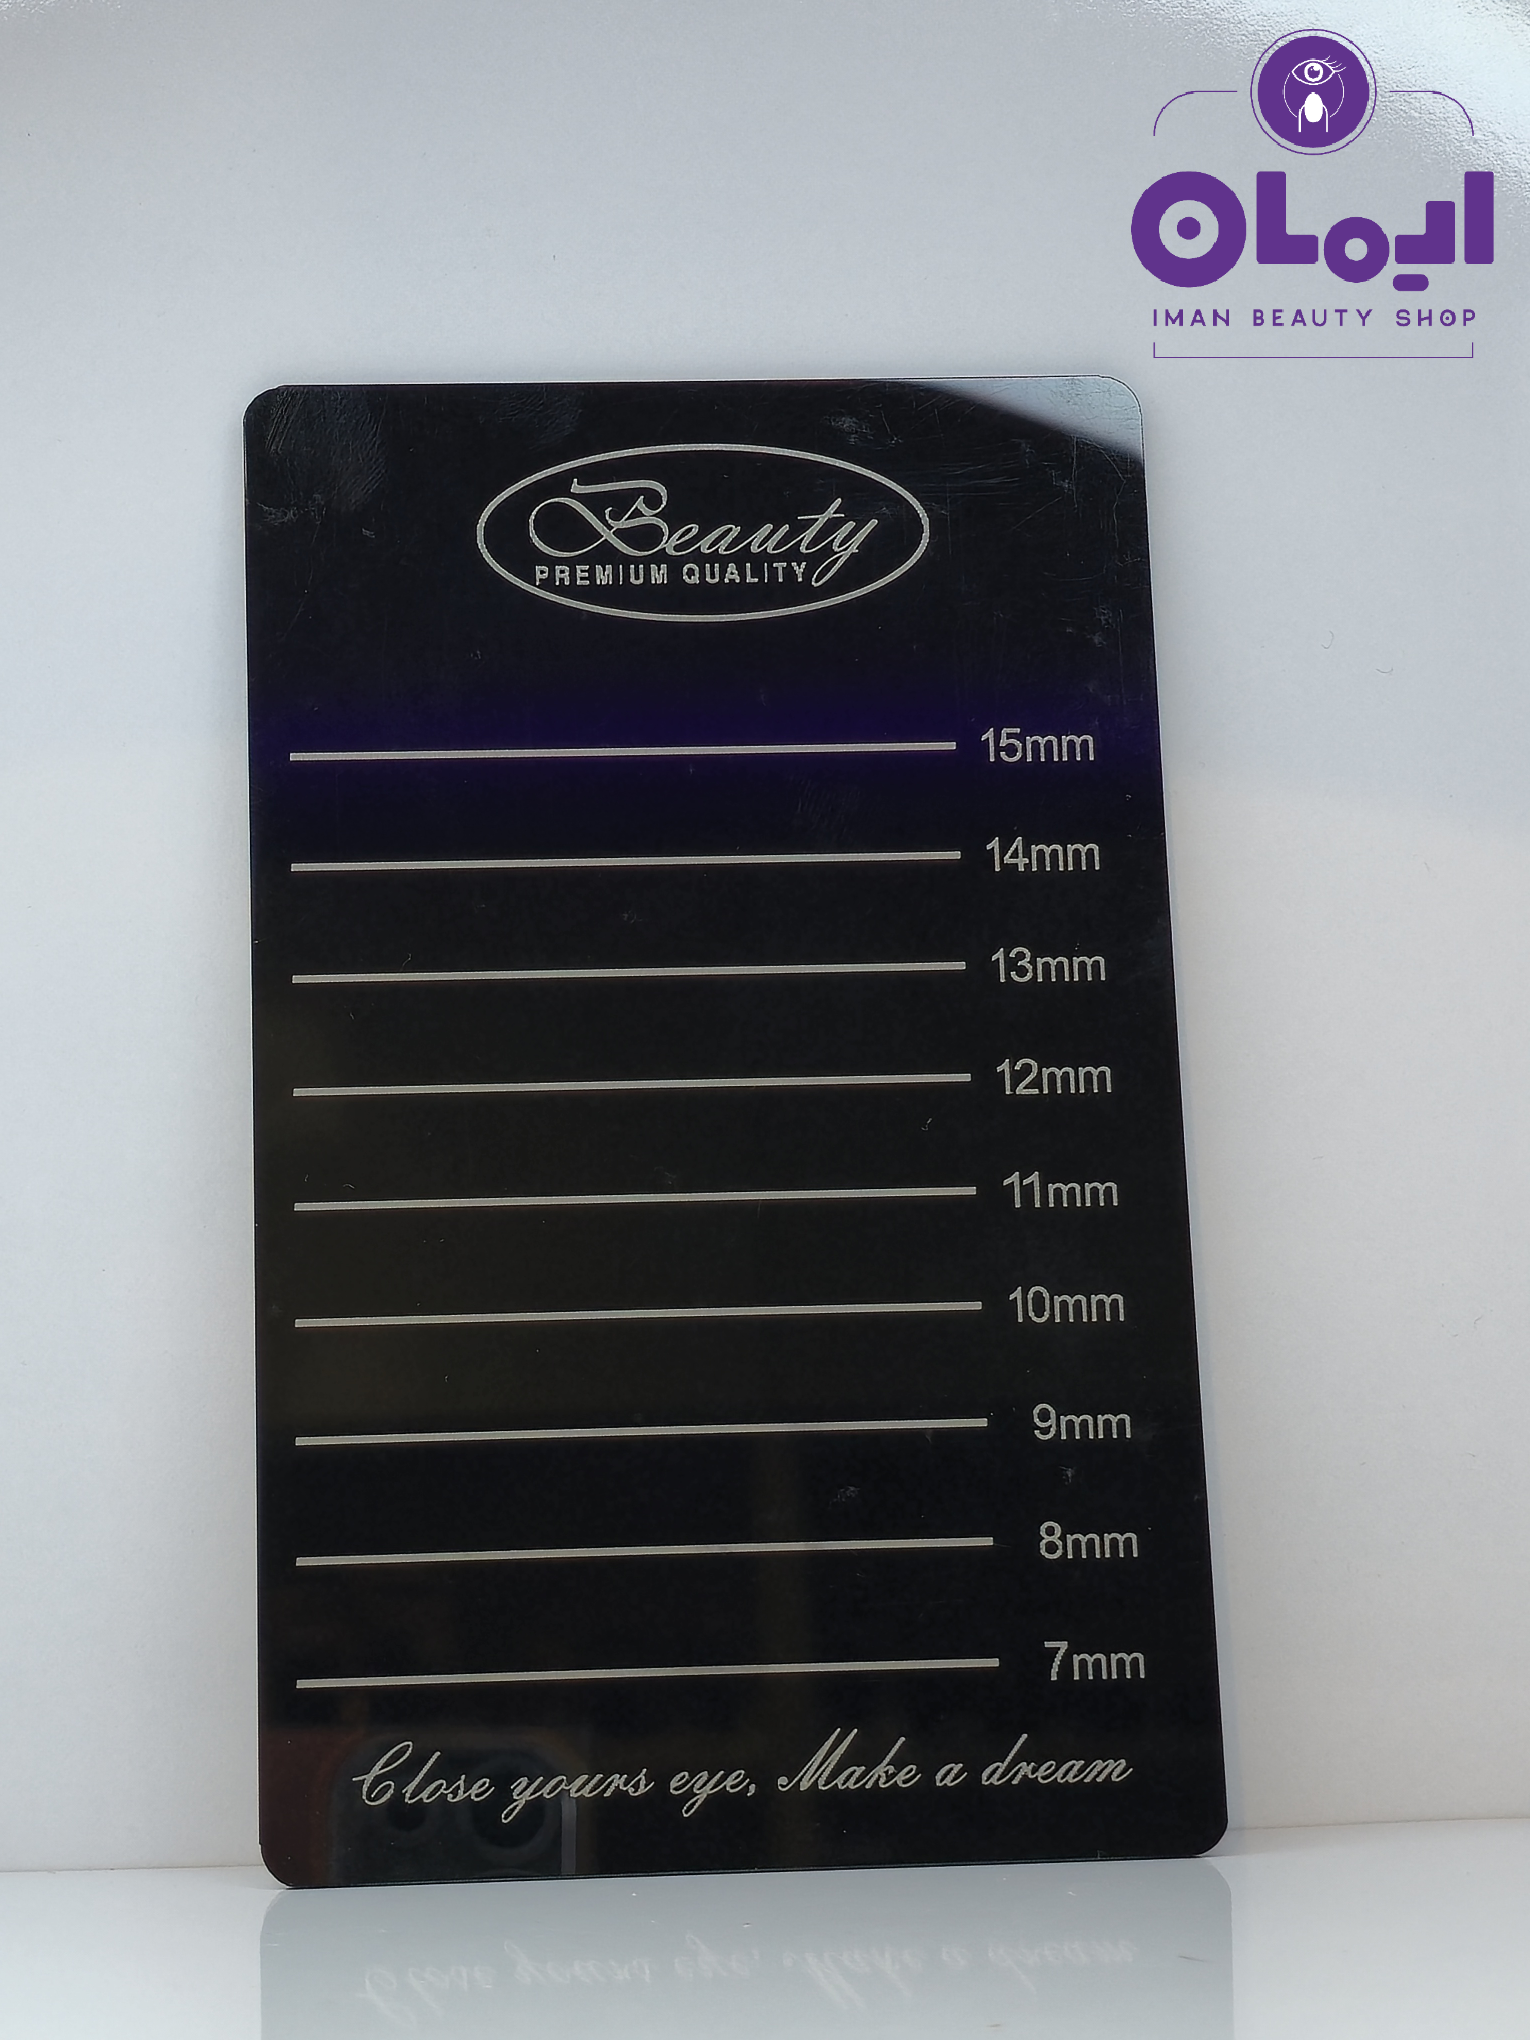 ایمان
IMAN BEAUTY SHOP
Beauty
PREMIUM QUALITY
15mm
14mm
13mm
12mm
11mm
10mm
9mm
8mm
7mm
Close yours eye, Make a dream